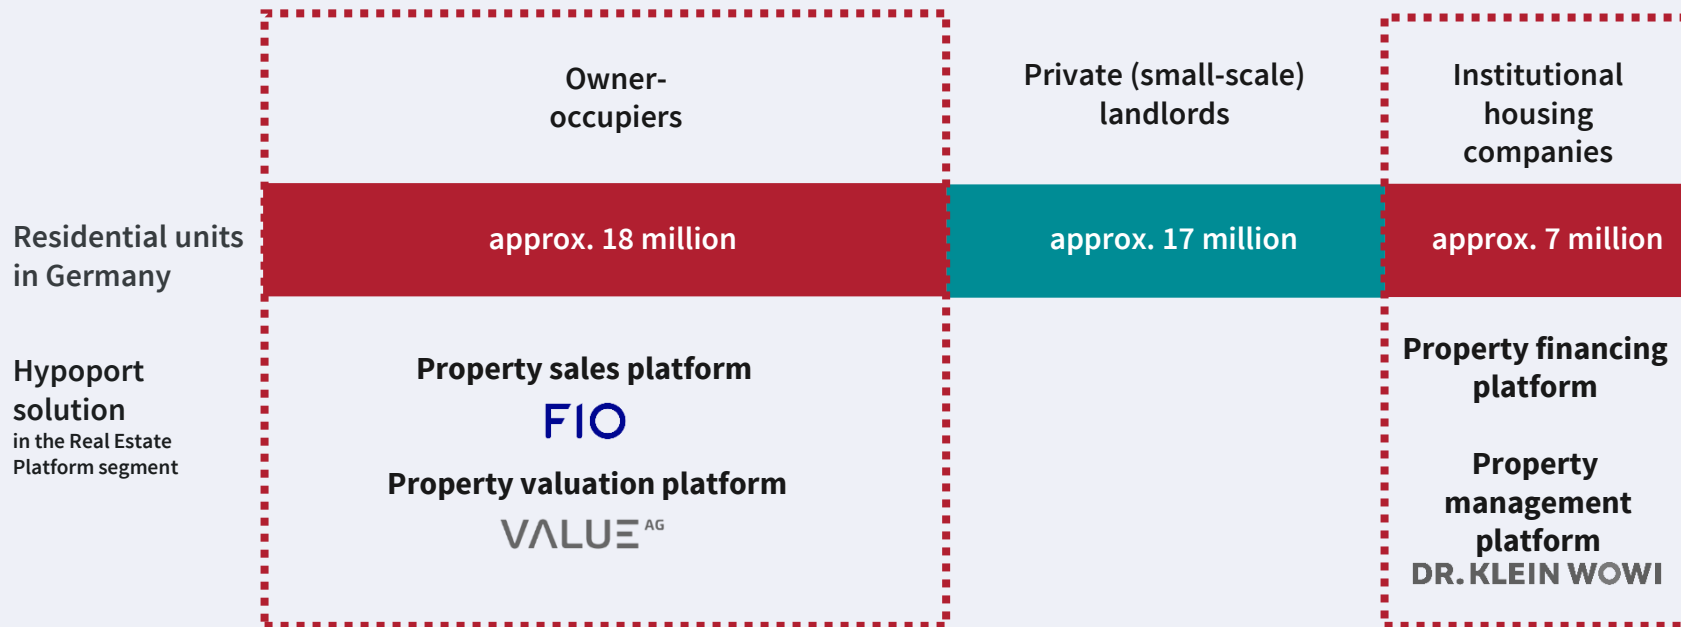 Owner-
occupiers
Private (small-scale)
landlords
Institutional
housing
companies
Residential units
in Germany
approx. 18 million
approx. 17 million
approx. 7 million
Hypoport
solution
in the Real Estate
Platform segment
Property sales platform
FIO
Property valuation platform
VALUE AG
Property financing
platform
Property
management
platform
DR. KLEIN WOWI